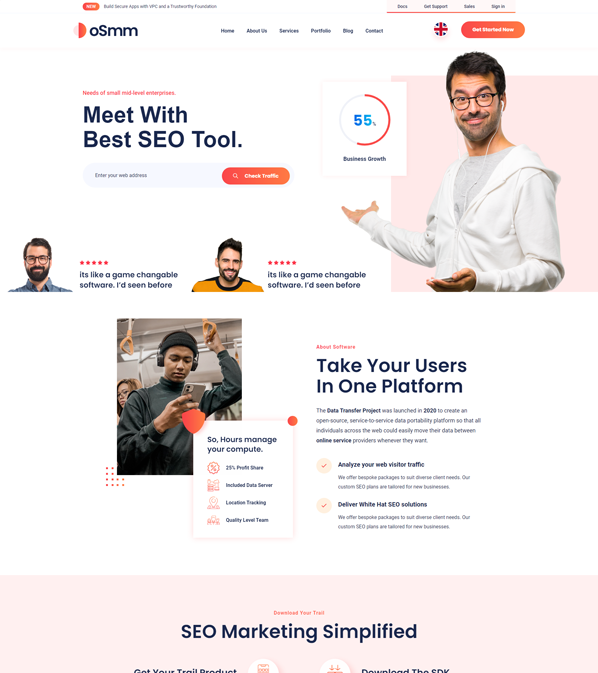 NEW Build Secure Apps with VPC and a Trustworthy Foundation
Docs Get Support Sales Sign In
oSmm
Home About Us Services Portfolio Blog Contact
Get Started Now
Needs of small mid-level enterprises.
Meet With
Best SEO Tool.
Enter your web address
Check Traffic
55%
Business Growth
its like a game changable
software. I'd seen before
its like a game changable
software. I'd seen before
So, Hours manage
your compute.
25% Profit Share
Included Data Server
Location Tracking
Quality Level Team
About Software
Take Your Users
In One Platform
The Data Transfer Project was launched in 2020 to create an
open-source, service-to-service data portability platform so that all
individuals across the web could easily move their data between
online service providers whenever they want.
Analyze your web visitor traffic
We offer bespoke packages to suit diverse client needs. Our
custom SEO plans are tailored for new businesses.
Deliver White Hat SEO solutions
We offer bespoke packages to suit diverse client needs. Our
custom SEO plans are tailored for new businesses.
Download Your Trail
SEO Marketing Simplified
Get Your Trail Product
Download The SDK